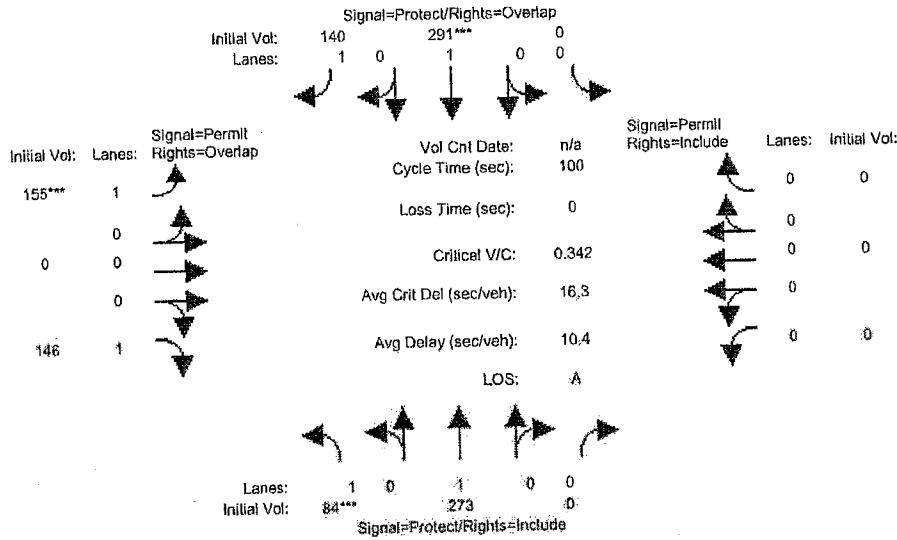 Signal=Protect/Rights=Overlap
Initial Vol: 140 291*** 0
Lanes: 1 0 1 0 0
Signal=Permit
Initial Vol: Lanes: Rights=Overlap
Vol Cnt Date: n/a
Signal=Permit
Rights=Include Lanes: Initial Vol:
Cycle Time (sec): 100
155*** 1
0 0
Loss Time (sec): 0
0
0
0 0
Critical V/C: 0.342
0 0
0
Avg Crit Del (sec/veh): 16.3
0
146 1
Avg Delay (sec/veh): 10.4
0 0
LOS: A
Lanes: 1 0 1 0 0
Initial Vol: 84*** 273 0
Signal=Protect/Rights=Include